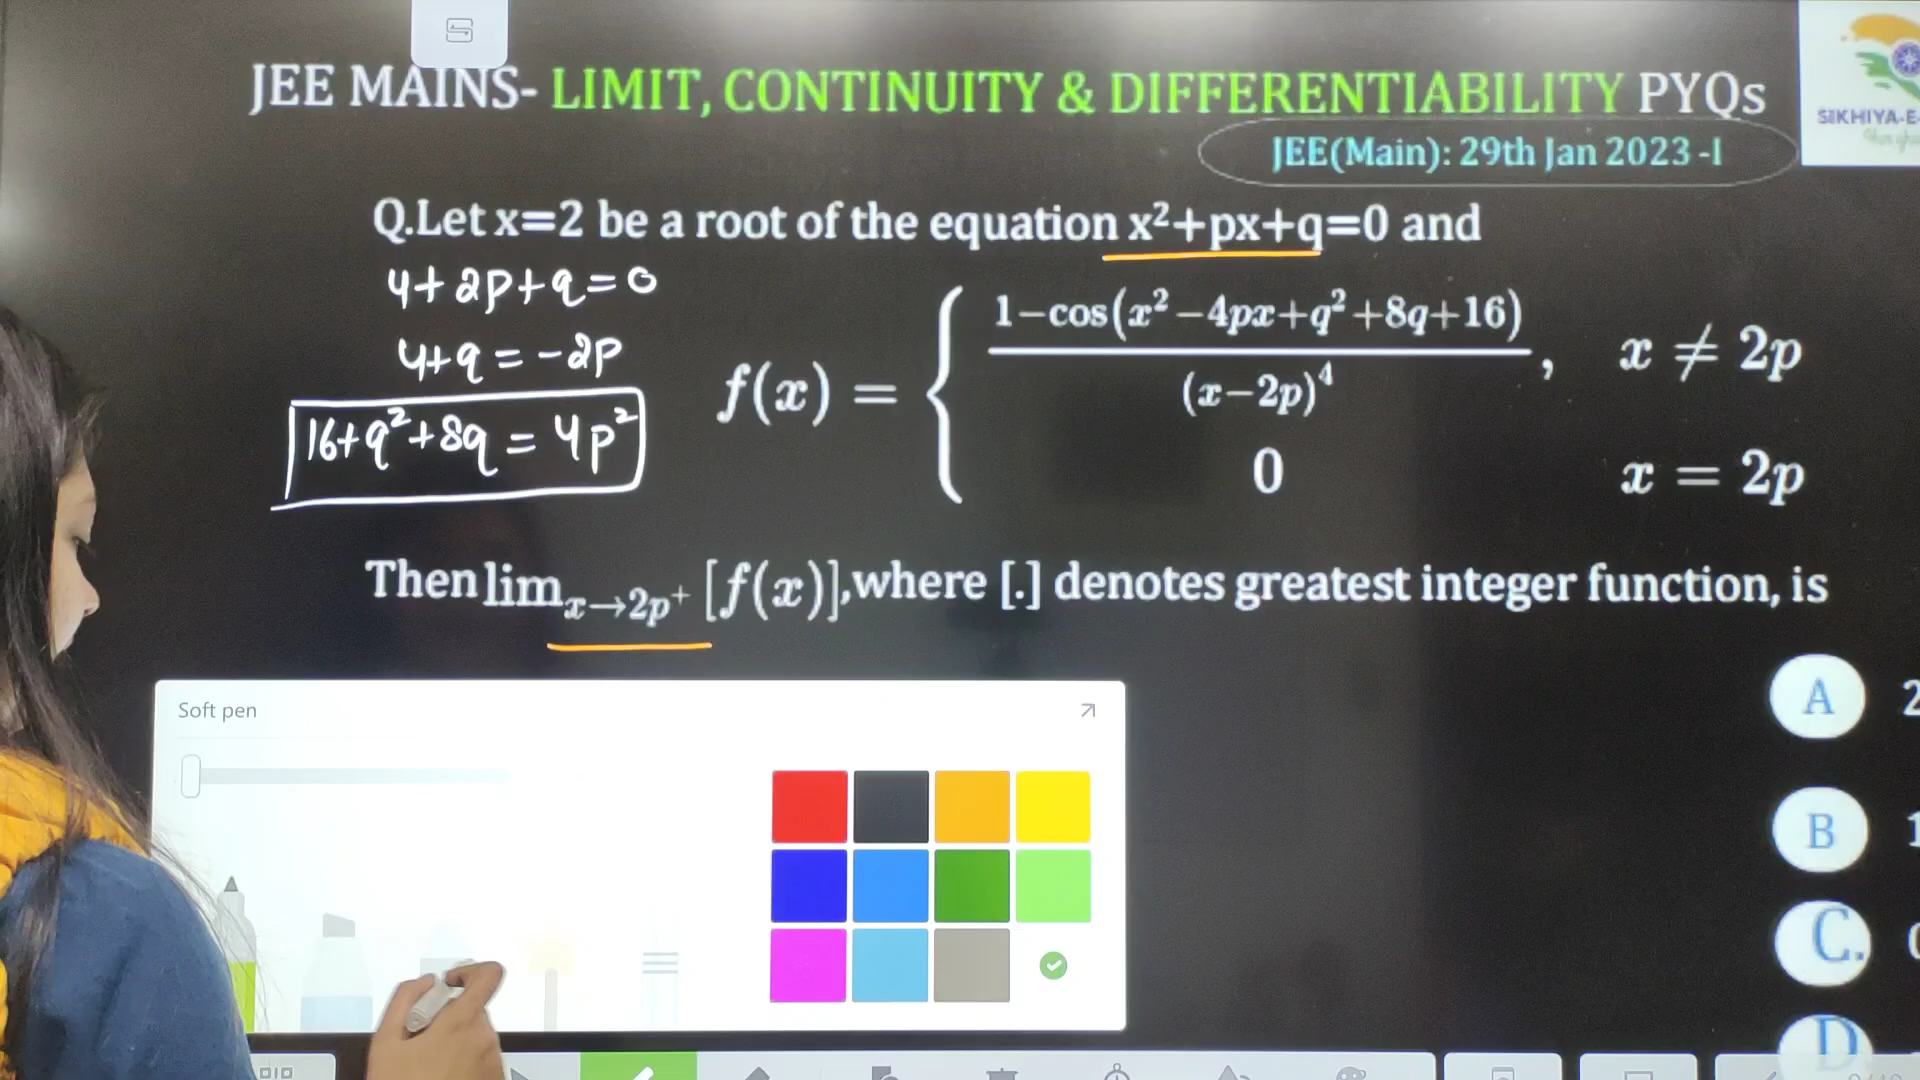 JEE MAINS- LIMIT, CONTINUITY & DIFFERENTIABILITY PYQs
SIKHIYA-E-
JEE(Main): 29th Jan 2023 -I
Q.Let x=2 be a root of the equation x²+px+q=0 and
4+2p+q=0
4+q=-2p
16+q²+8q=4p²
f(x) = { 1−cos(x²−4px+q²+8q+16) / (x−2p)⁴ , x ≠ 2p
0 x = 2p
Then lim x→2p⁺ [f(x)],where [.] denotes greatest integer function, is
Soft pen
A 2
B 1
C.
D